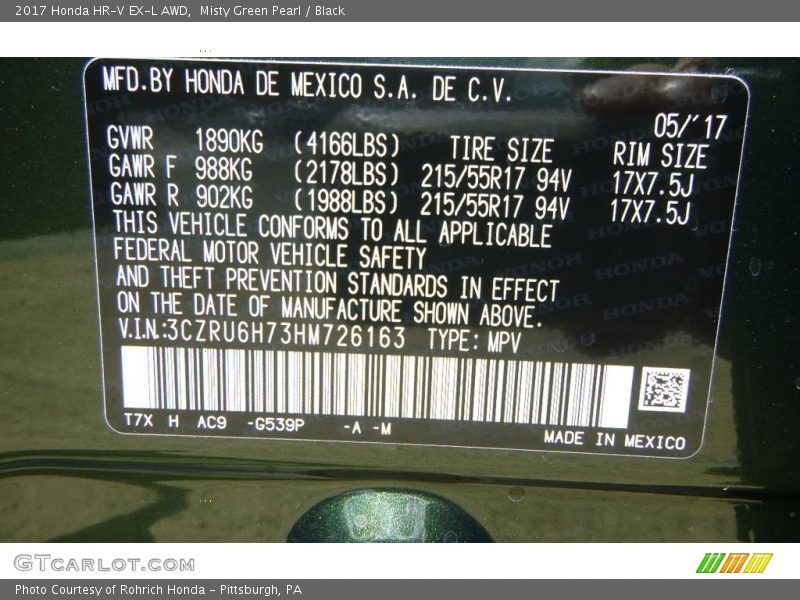 2017 Honda HR-V EX-L AWD, Misty Green Pearl / Black
MFD.BY HONDA DE MEXICO S.A. DE C.V.
05/'17
GVWR 1890KG (4166LBS) TIRE SIZE RIM SIZE
GAWR F 988KG (2178LBS) 215/55R17 94V 17X7.5J
GAWR R 902KG (1988LBS) 215/55R17 94V 17X7.5J
THIS VEHICLE CONFORMS TO ALL APPLICABLE
FEDERAL MOTOR VEHICLE SAFETY
AND THEFT PREVENTION STANDARDS IN EFFECT
ON THE DATE OF MANUFACTURE SHOWN ABOVE.
V.I.N.:3CZRU6H73HM726163 TYPE: MPV
T7X H AC9 -G539P -A -M
MADE IN MEXICO
GTCARLOT.COM
Photo Courtesy of Rohrich Honda - Pittsburgh, PA